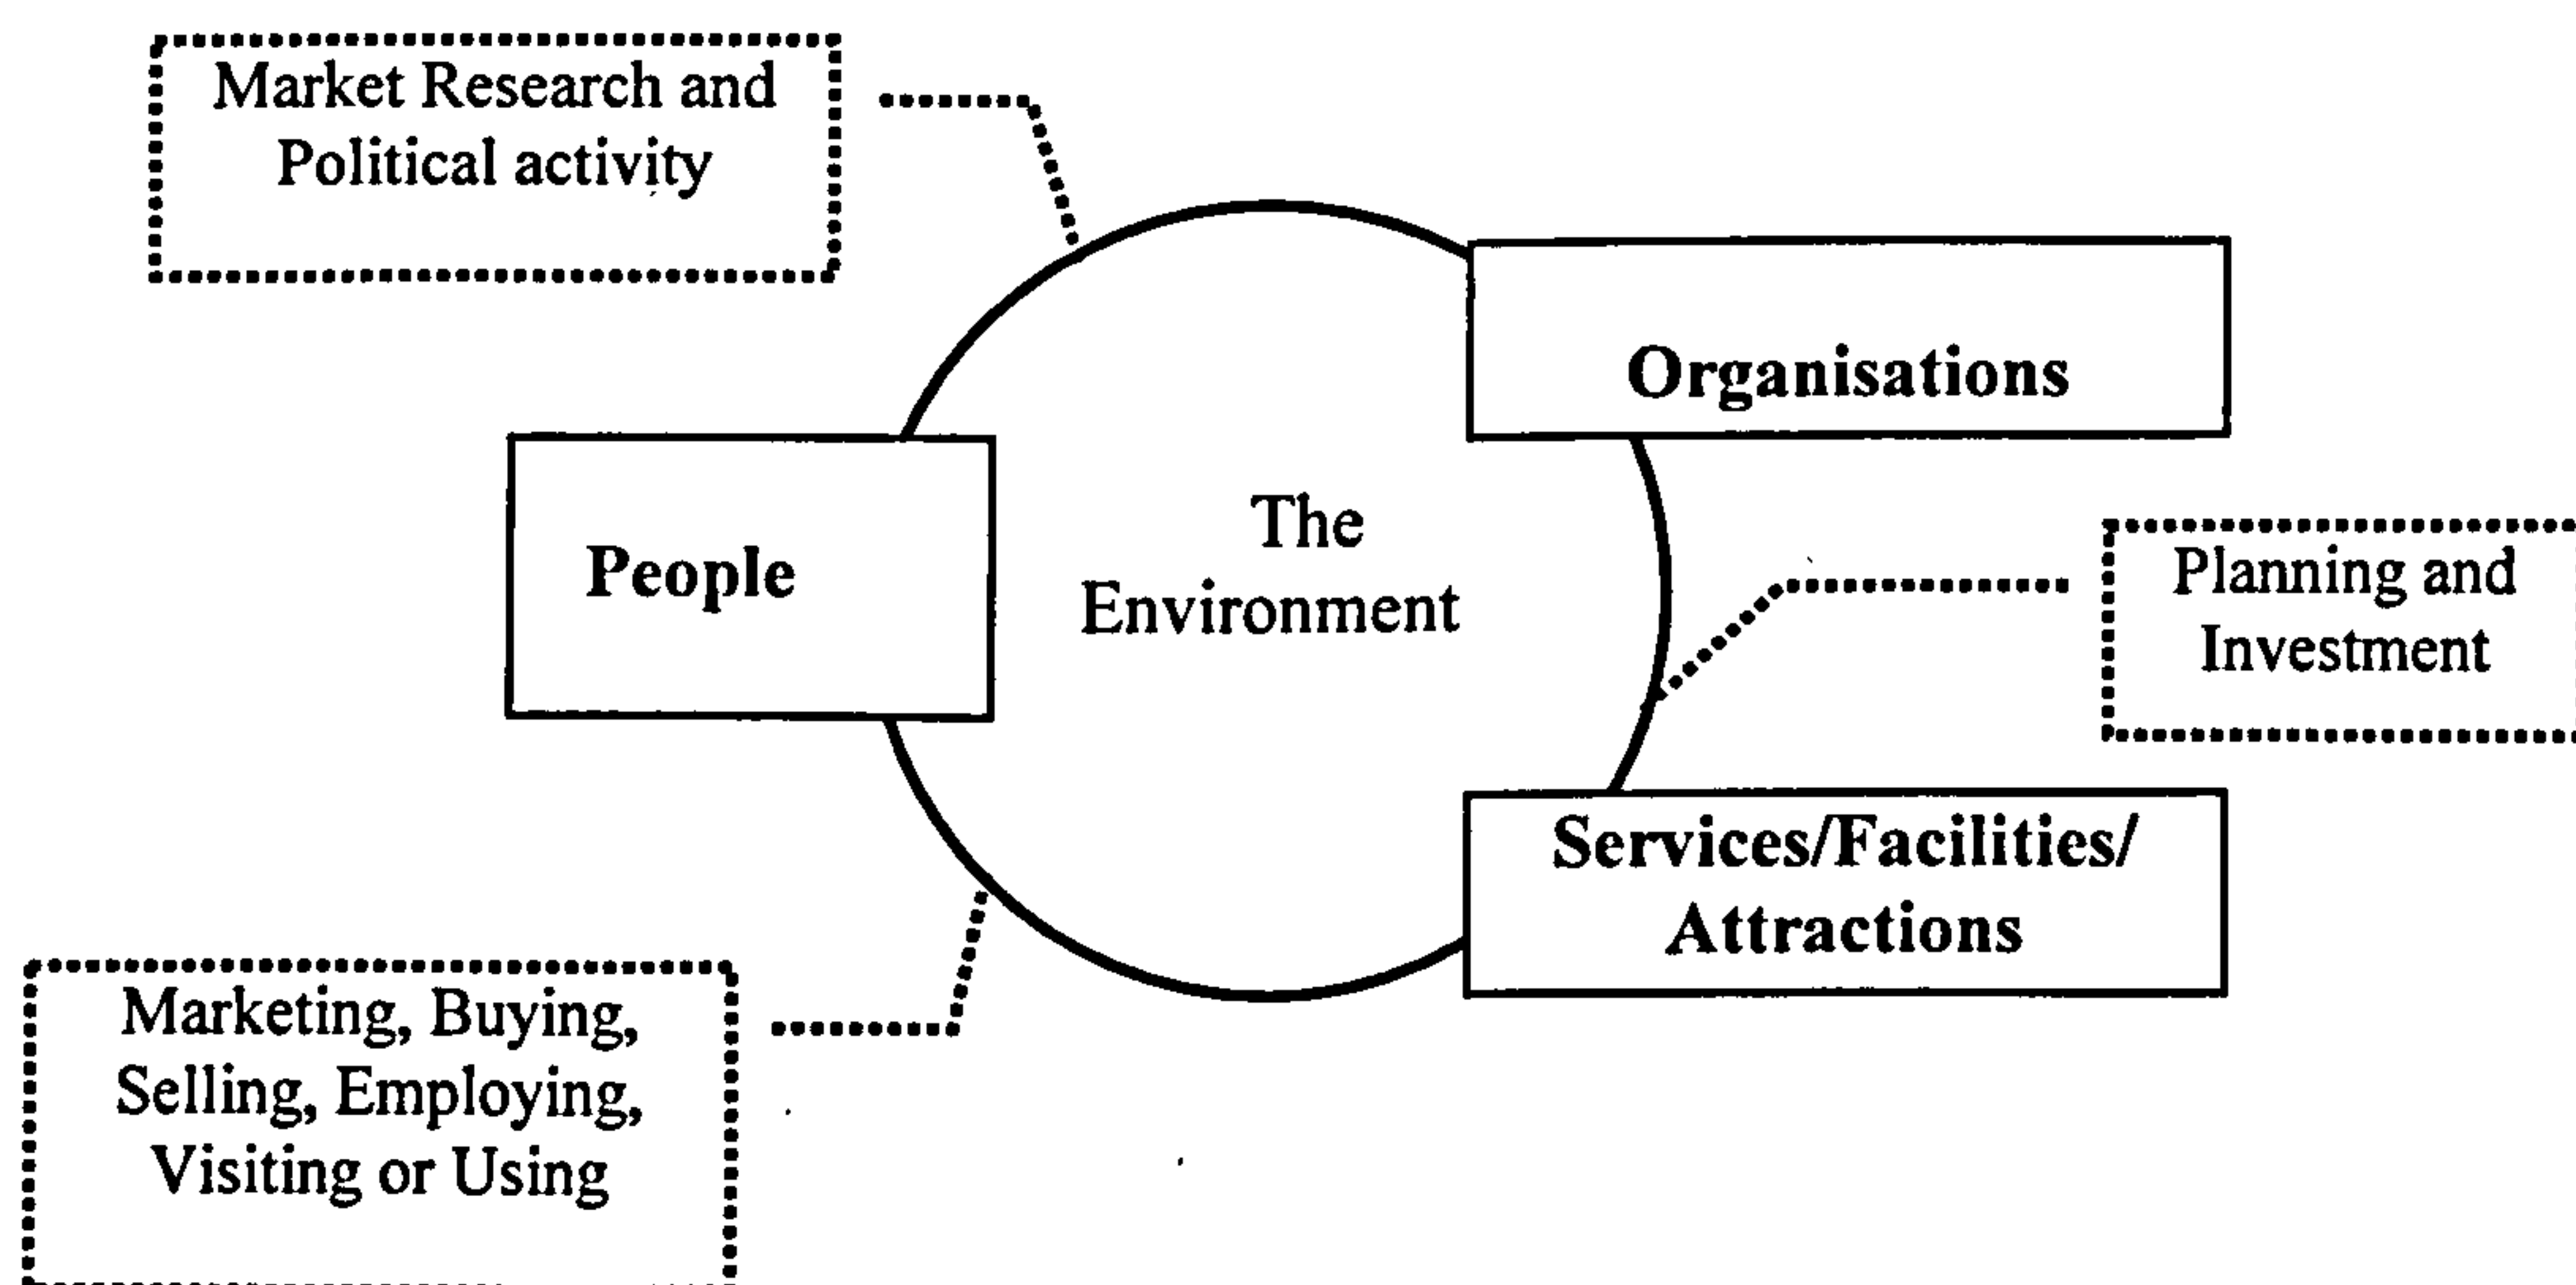 Market Research and
Political activity
Organisations
The
Environment
People
Planning and
Investment
Services/Facilities/
Attractions
Marketing, Buying,
Selling, Employing,
Visiting or Using